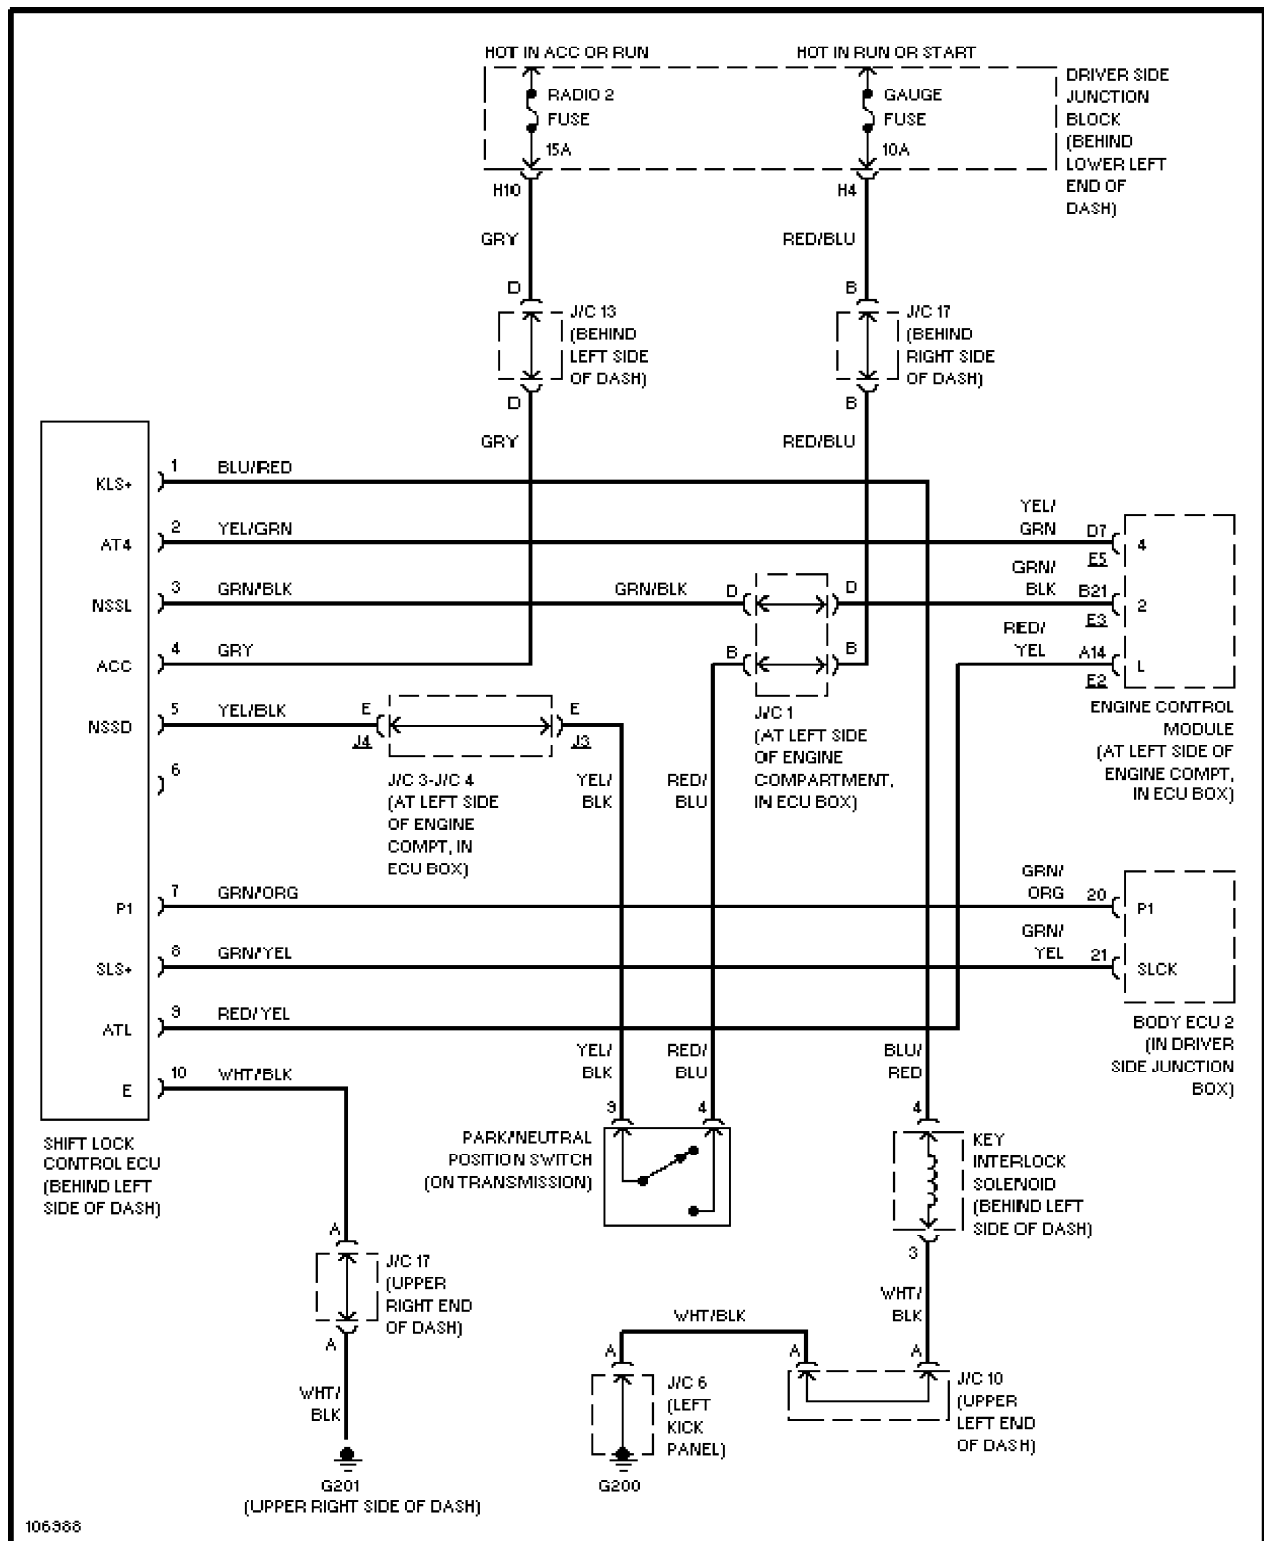 HOT IN ACC OR RUN
HOT IN RUN OR START
RADIO 2
FUSE
15A
GAUGE
FUSE
10A
DRIVER SIDE
JUNCTION
BLOCK
(BEHIND
LOWER LEFT
END OF
DASH)
H10
H4
GRY
RED/BLU
D
B
J/C 13
(BEHIND
LEFT SIDE
OF DASH)
J/C 17
(BEHIND
RIGHT SIDE
OF DASH)
D
B
GRY
RED/BLU
KLS+
1
BLU/RED
AT4
2
YEL/GRN
YEL/
GRN
D7
E5
4
NSSL
3
GRN/BLK
GRN/BLK
D
D
GRN/
BLK
B21
E3
2
ACC
4
GRY
B
B
RED/
YEL
A14
E2
L
NSSD
5
YEL/BLK
E
J4
E
J3
6
J/C 3-J/C 4
(AT LEFT SIDE
OF ENGINE
COMPT, IN
ECU BOX)
YEL/
BLK
RED/
BLU
J/C 1
(AT LEFT SIDE
OF ENGINE
COMPARTMENT,
IN ECU BOX)
ENGINE CONTROL
MODULE
(AT LEFT SIDE OF
ENGINE COMPT,
IN ECU BOX)
P1
7
GRN/ORG
GRN/
ORG
20
P1
SLS+
8
GRN/YEL
GRN/
YEL
21
SLCK
ATL
9
RED/YEL
BODY ECU 2
(IN DRIVER
SIDE JUNCTION
BOX)
E
10
WHT/BLK
YEL/
BLK
RED/
BLU
BLU/
RED
9
4
4
SHIFT LOCK
CONTROL ECU
(BEHIND LEFT
SIDE OF DASH)
PARK/NEUTRAL
POSITION SWITCH
(ON TRANSMISSION)
KEY
INTERLOCK
SOLENOID
(BEHIND LEFT
SIDE OF DASH)
3
A
J/C 17
(UPPER
RIGHT END
OF DASH)
A
WHT/
BLK
WHT/
BLK
WHT/BLK
A
A
A
J/C 6
(LEFT
KICK
PANEL)
J/C 10
(UPPER
LEFT END
OF DASH)
G201
(UPPER RIGHT SIDE OF DASH)
G200
106988